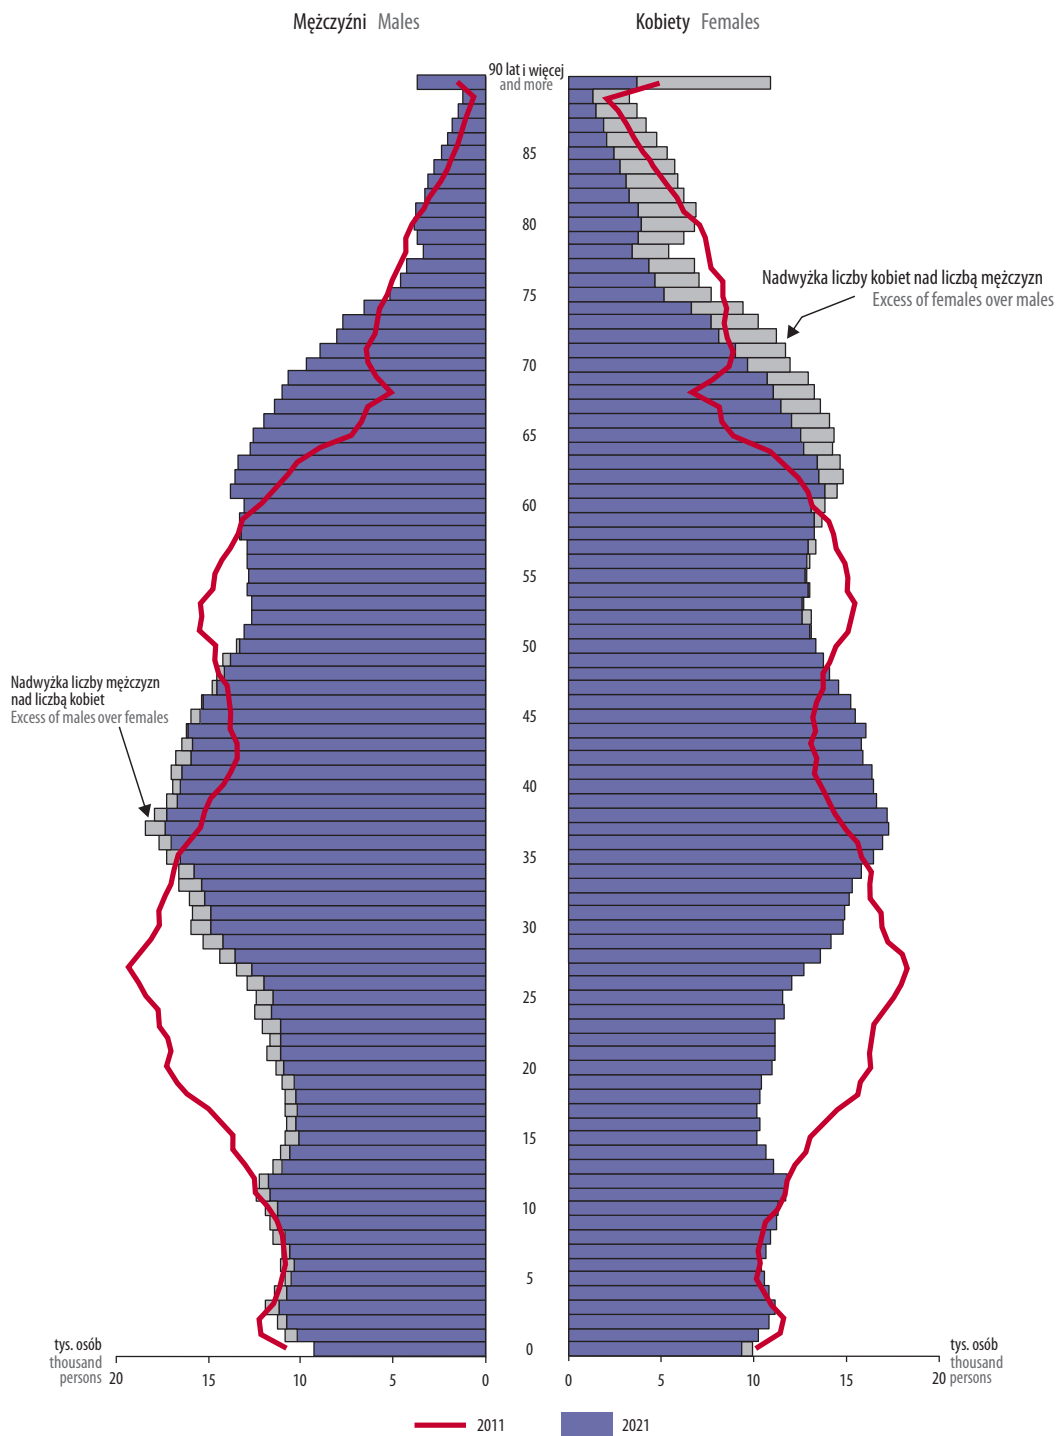 Mężczyźni Males
Kobiety Females
90 lat i więcej
and more
85
80
75
70
65
60
55
50
45
40
35
30
25
20
15
10
5
0
Nadwyżka liczby kobiet nad liczbą mężczyzn
Excess of females over males
Nadwyżka liczby mężczyzn
nad liczbą kobiet
Excess of males over females
tys. osób
thousand
persons
20 15 10 5 0
0 5 10 15 20
tys. osób
thousand
persons
2011 2021